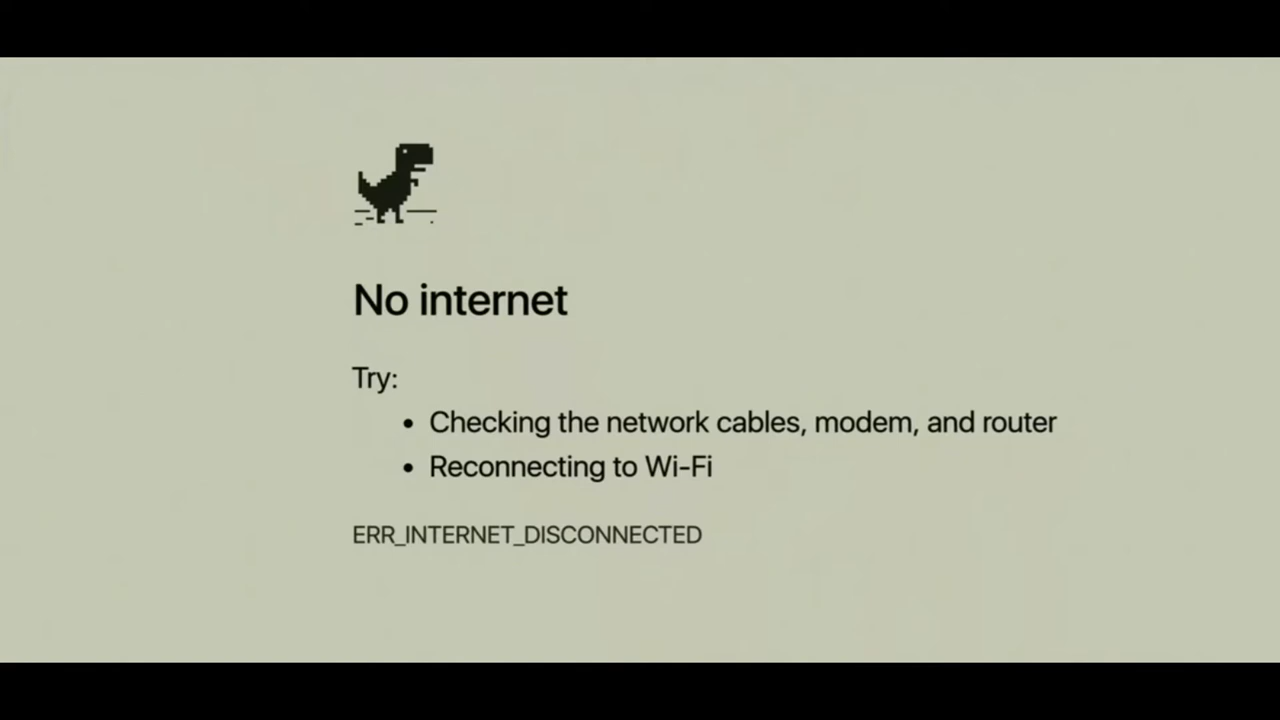 No internet
Try:
• Checking the network cables, modem, and router
• Reconnecting to Wi-Fi
ERR_INTERNET_DISCONNECTED